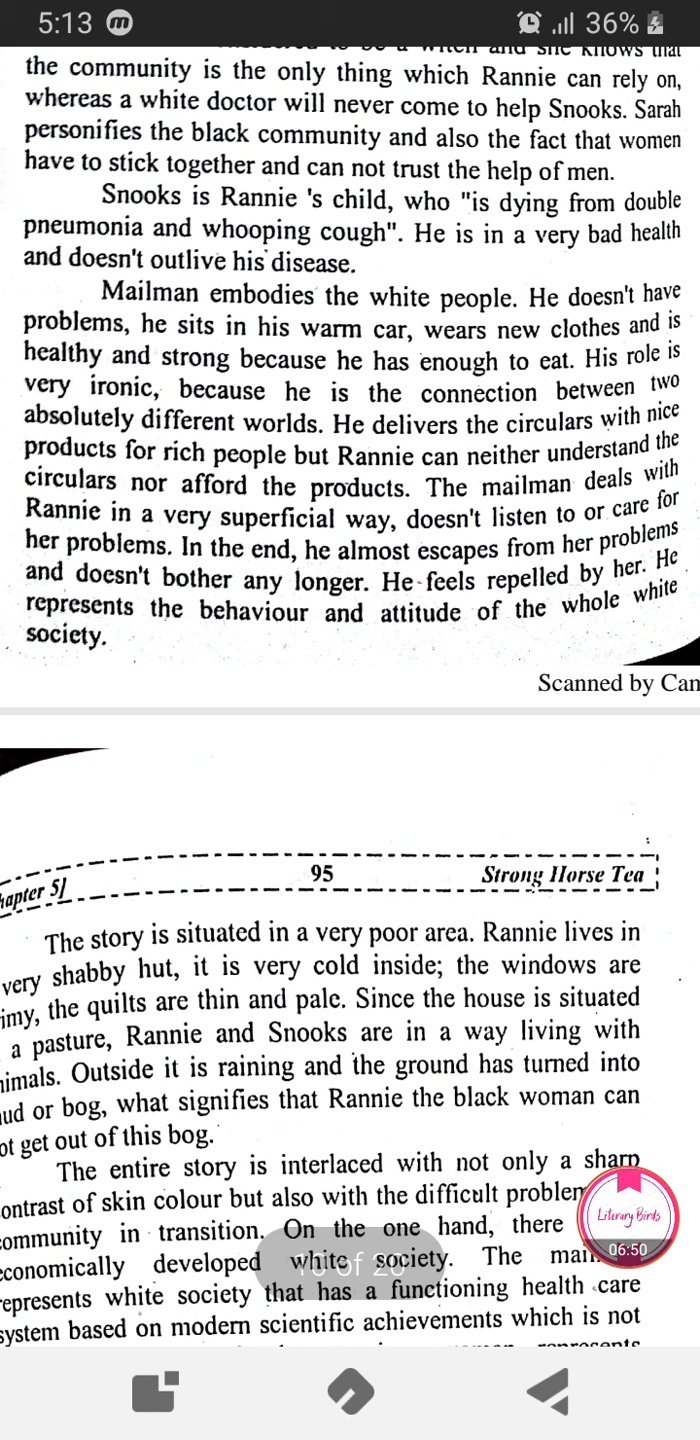 5:13 m 36%
the community is the only thing which Rannie can rely on,
whereas a white doctor will never come to help Snooks. Sarah
personifies the black community and also the fact that women
have to stick together and can not trust the help of men.
Snooks is Rannie 's child, who "is dying from double
pneumonia and whooping cough". He is in a very bad health
and doesn't outlive his disease.
Mailman embodies the white people. He doesn't have
problems, he sits in his warm car, wears new clothes and is
healthy and strong because he has enough to eat. His role is
very ironic, because he is the connection between two
absolutely different worlds. He delivers the circulars with nice
products for rich people but Rannie can neither understand the
circulars nor afford the products. The mailman deals with
Rannie in a very superficial way, doesn't listen to or care for
her problems. In the end, he almost escapes from her problems
and doesn't bother any longer. He feels repelled by her. He
represents the behaviour and attitude of the whole white
society.
Scanned by Can
hapter 5] 95 Strong Horse Tea
The story is situated in a very poor area. Rannie lives in
very shabby hut, it is very cold inside; the windows are
imy, the quilts are thin and pale. Since the house is situated
a pasture, Rannie and Snooks are in a way living with
nimals. Outside it is raining and the ground has turned into
ud or bog, what signifies that Rannie the black woman can
ot get out of this bog.
The entire story is interlaced with not only a sharp
ontrast of skin colour but also with the difficult problem
ommunity in transition. On the one hand, there
economically developed white society. The mail
represents white society that has a functioning health care
system based on modern scientific achievements which is not
Literary Birds
06:50